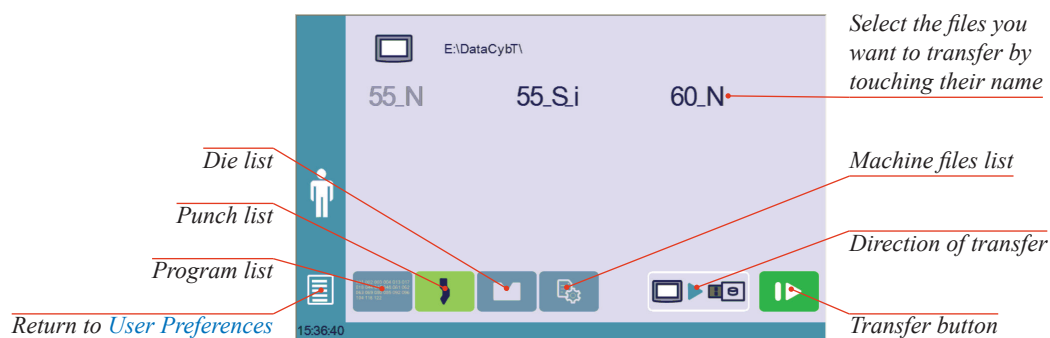 Select the files you
want to transfer by
touching their name
E:\DataCybT\
55_N
55_S_i
60_N
Die list
Machine files list
Punch list
Direction of transfer
Program list
Return to User Preferences
Transfer button
15:36:40